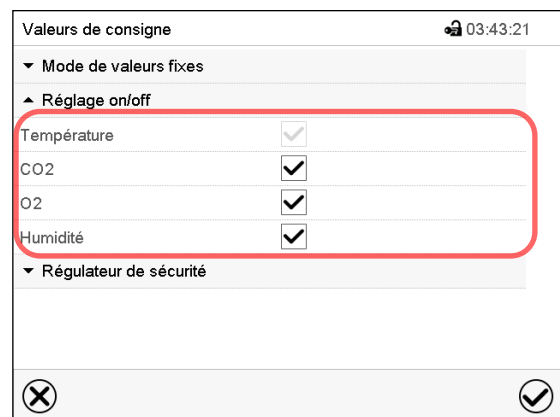 Valeurs de consigne 03:43:21
Mode de valeurs fixes
Réglage on/off
Température
CO2
O2
Humidité
Régulateur de sécurité